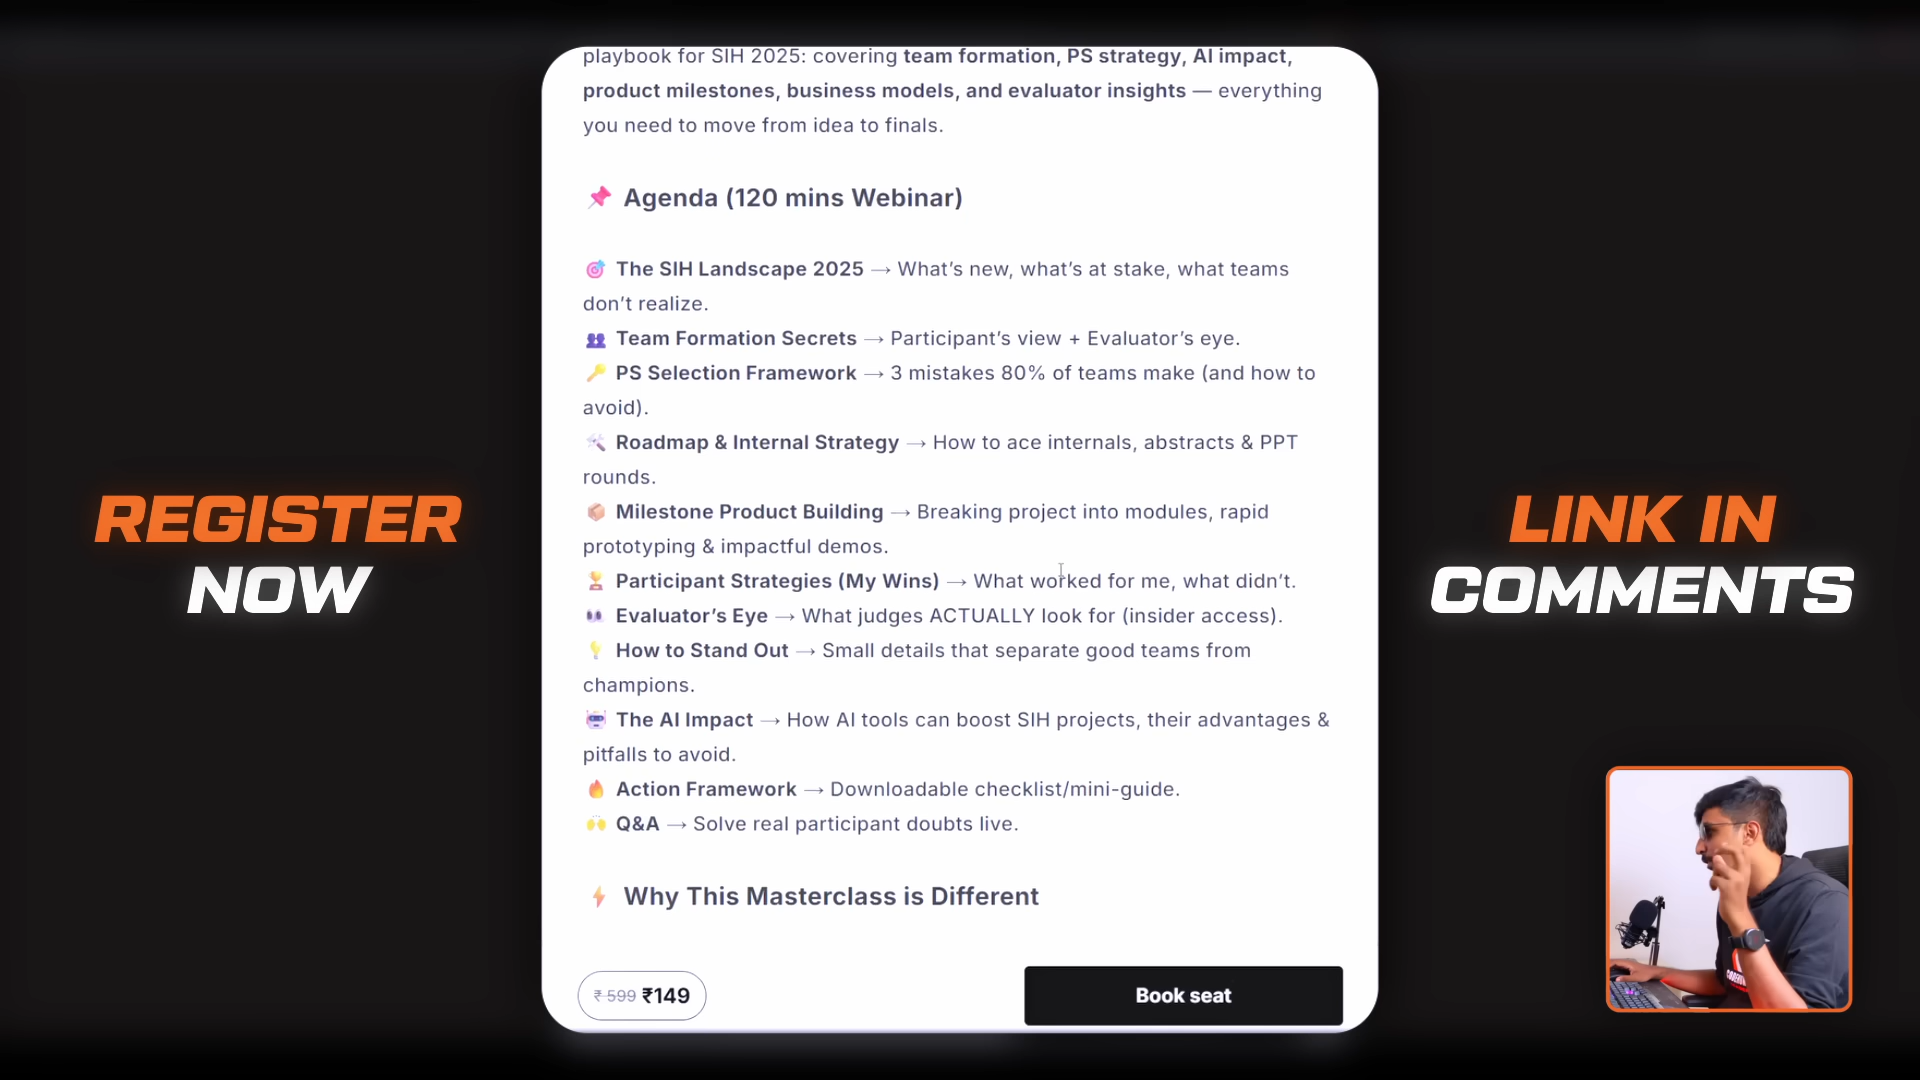 playbook for SIH 2025: covering team formation, PS strategy, AI impact,
product milestones, business models, and evaluator insights — everything
you need to move from idea to finals.
📌 Agenda (120 mins Webinar)
🎯 The SIH Landscape 2025 → What’s new, what’s at stake, what teams
don’t realize.
👥 Team Formation Secrets → Participant’s view + Evaluator’s eye.
🔑 PS Selection Framework → 3 mistakes 80% of teams make (and how to
avoid).
🛠 Roadmap & Internal Strategy → How to ace internals, abstracts & PPT
rounds.
📦 Milestone Product Building → Breaking project into modules, rapid
prototyping & impactful demos.
🏆 Participant Strategies (My Wins) → What worked for me, what didn’t.
👀 Evaluator’s Eye → What judges ACTUALLY look for (insider access).
💡 How to Stand Out → Small details that separate good teams from
champions.
🤖 The AI Impact → How AI tools can boost SIH projects, their advantages &
pitfalls to avoid.
🔥 Action Framework → Downloadable checklist/mini-guide.
🙌 Q&A → Solve real participant doubts live.
⚡ Why This Masterclass is Different
₹ 599 ₹149
Book seat
REGISTER
NOW
LINK IN
COMMENTS